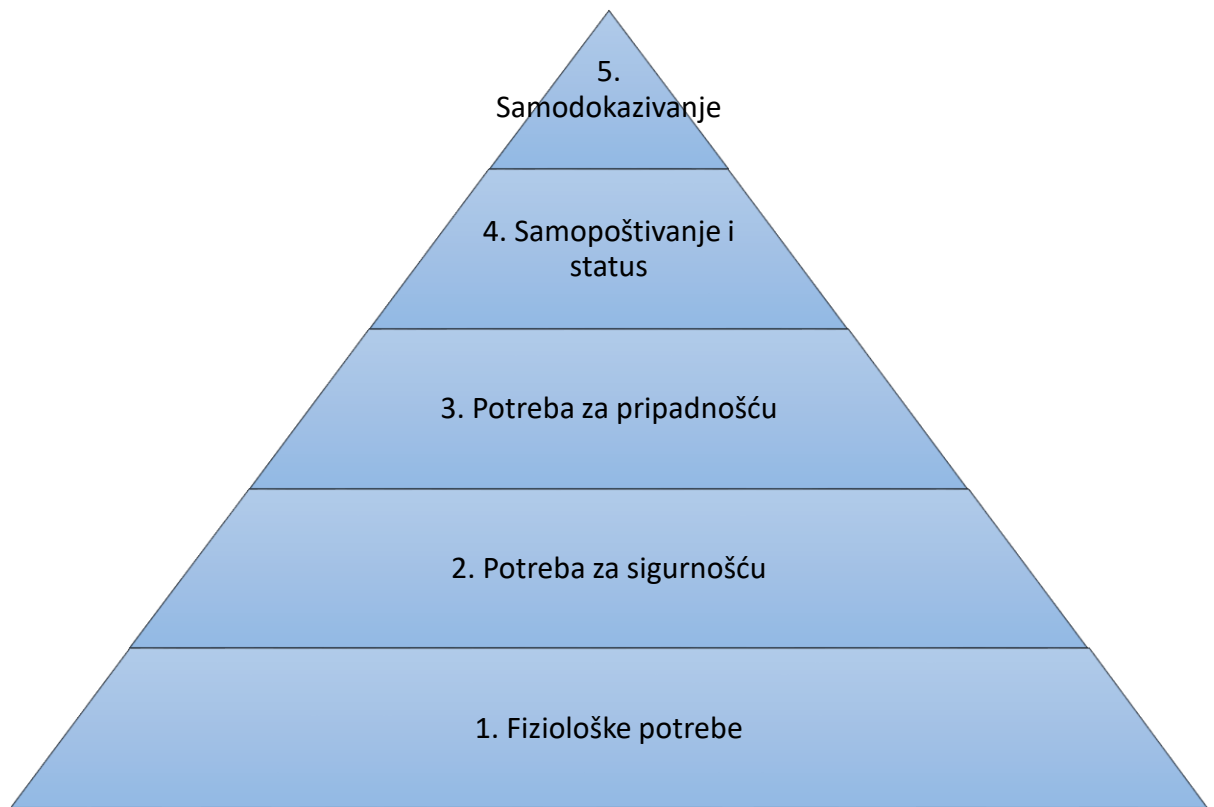 5.
Samodokazivanje
4. Samopoštivanje i
status
3. Potreba za pripadnošću
2. Potreba za sigurnošću
1. Fiziološke potrebe